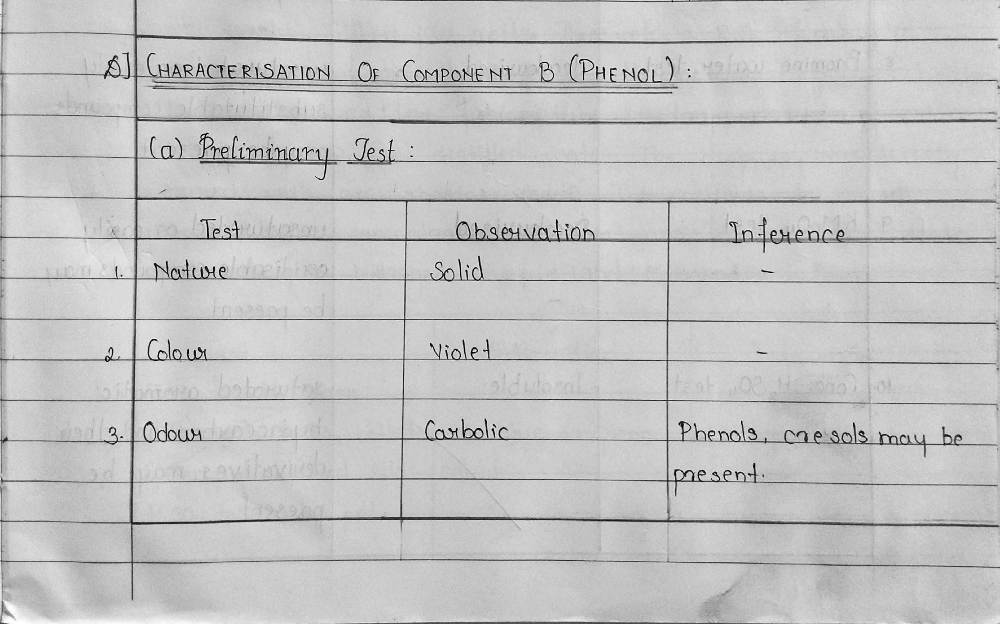 D] CHARACTERISATION OF COMPONENT B (PHENOL) :
(a) Preliminary Test :
Test Observation Inference
1. Nature Solid -
2. Colour Violet -
3. Odour Carbolic Phenols, cresols may be
present.